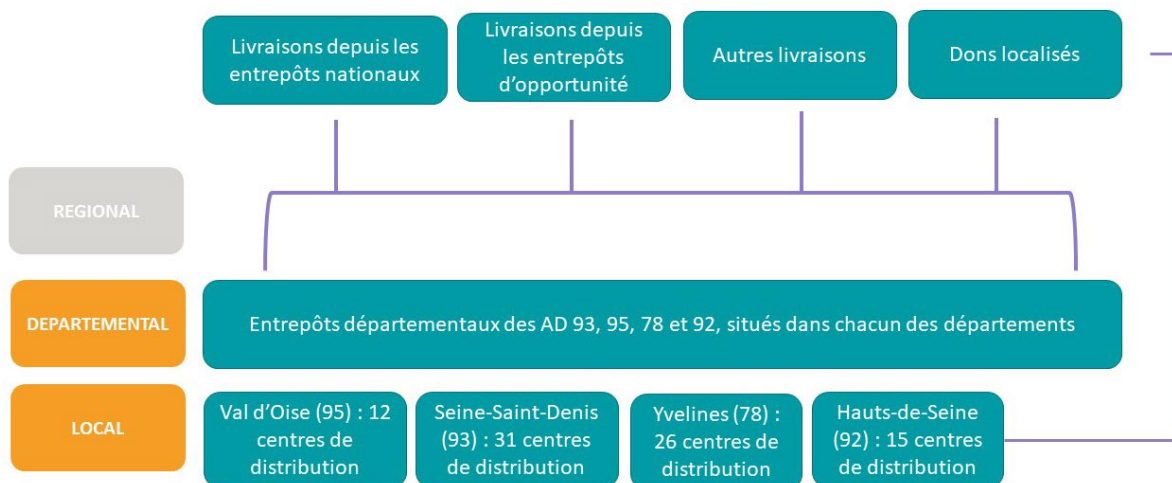 Livraisons depuis les
entrepôts nationaux
Livraisons depuis
les entrepôts
d’opportunité
Autres livraisons
Dons localisés
REGIONAL
DEPARTEMENTAL
Entrepôts départementaux des AD 93, 95, 78 et 92, situés dans chacun des départements
LOCAL
Val d’Oise (95) : 12
centres de
distribution
Seine-Saint-Denis
(93) : 31 centres
de distribution
Yvelines (78) :
26 centres de
distribution
Hauts-de-Seine
(92) : 15 centres
de distribution